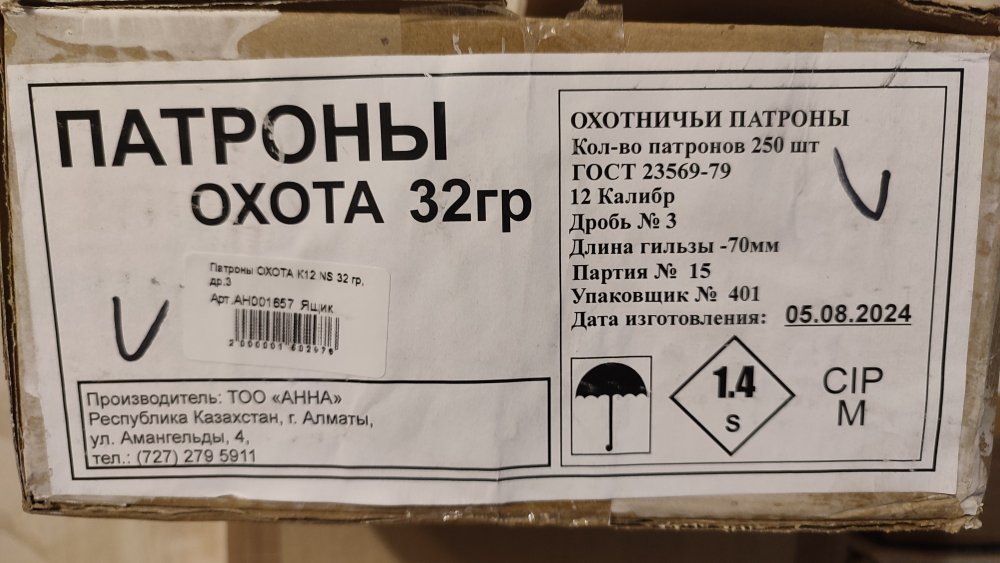 ПАТРОНЫ
ОХОТА 32гр
Патроны ОХОТА К12 NS 32 гр,
др.3
Арт.АН001657 Ящик
2 000001 602976
Производитель: ТОО «АННА»
Республика Казахстан, г. Алматы,
ул. Амангельды, 4,
тел.: (727) 279 5911
ОХОТНИЧЬИ ПАТРОНЫ
Кол-во патронов 250 шт
ГОСТ 23569-79
12 Калибр
Дробь № 3
Длина гильзы -70мм
Партия № 15
Упаковщик № 401
Дата изготовления: 05.08.2024
1.4
S
CIP
M